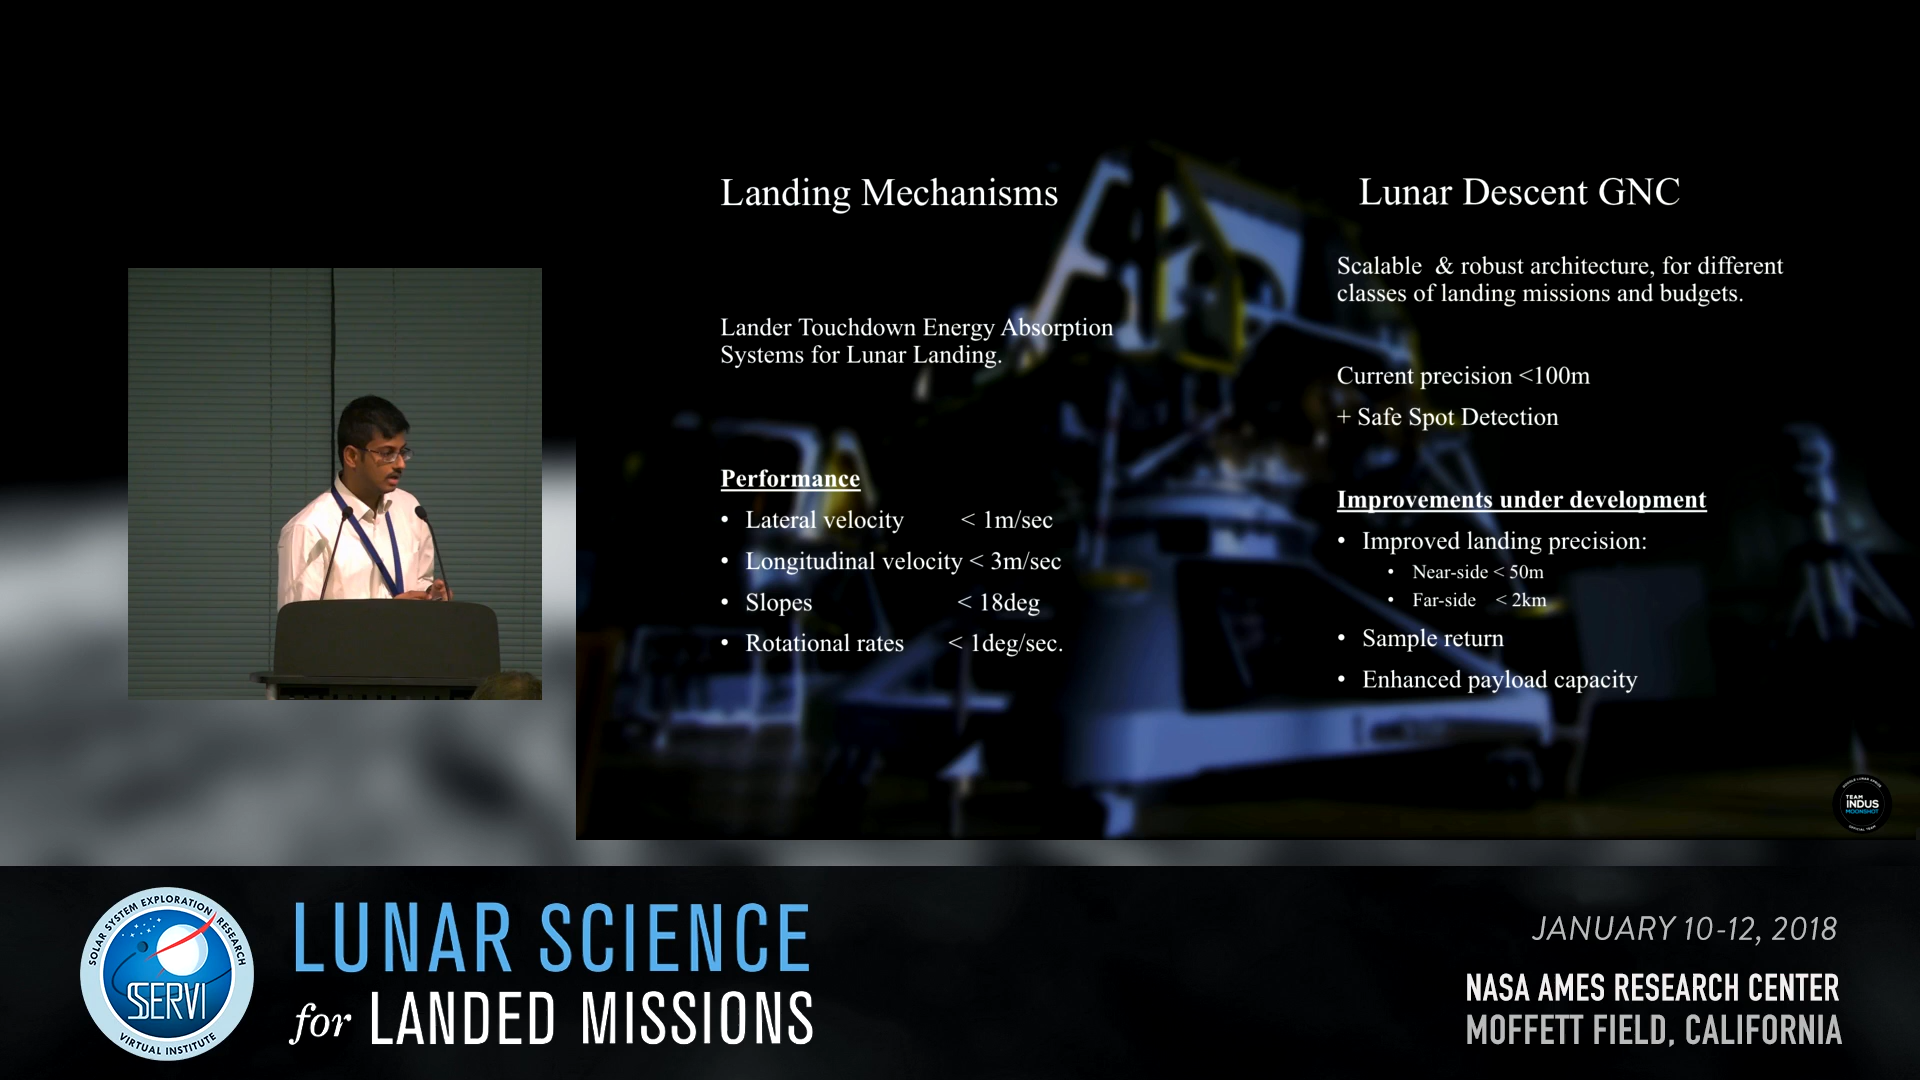 Landing Mechanisms
Lander Touchdown Energy Absorption
Systems for Lunar Landing.
Performance
• Lateral velocity < 1m/sec
• Longitudinal velocity < 3m/sec
• Slopes < 18deg
• Rotational rates < 1deg/sec.
Lunar Descent GNC
Scalable & robust architecture, for different
classes of landing missions and budgets.
Current precision <100m
+ Safe Spot Detection
Improvements under development
• Improved landing precision:
• Near-side < 50m
• Far-side < 2km
• Sample return
• Enhanced payload capacity
TEAM
INDUS
MOONSHOT
SOLAR SYSTEM EXPLORATION RESEARCH
SSERVI
VIRTUAL INSTITUTE
LUNAR SCIENCE
for LANDED MISSIONS
JANUARY 10-12, 2018
NASA AMES RESEARCH CENTER
MOFFETT FIELD, CALIFORNIA